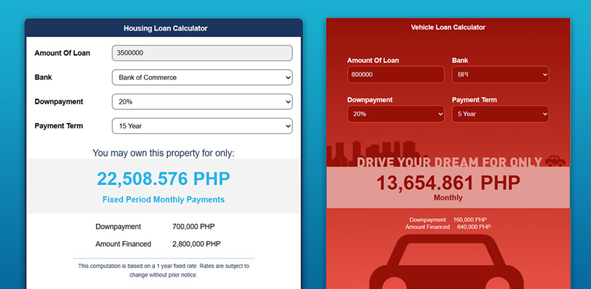 Housing Loan Calculator
Amount Of Loan 3500000
Bank Bank of Commerce
Downpayment 20%
Payment Term 15 Year
You may own this property for only:
22,508.576 PHP
Fixed Period Monthly Payments
Downpayment 700,000 PHP
Amount Financed 2,800,000 PHP
This computation is based on a 1 year fixed rate. Rates are subject to
change without prior notice.
Vehicle Loan Calculator
Amount Of Loan Bank
800000 BPI
Downpayment Payment Term
20% 5 Year
DRIVE YOUR DREAM FOR ONLY
13,654.861 PHP
Monthly
Downpayment 160,000 PHP
Amount Financed 640,000 PHP